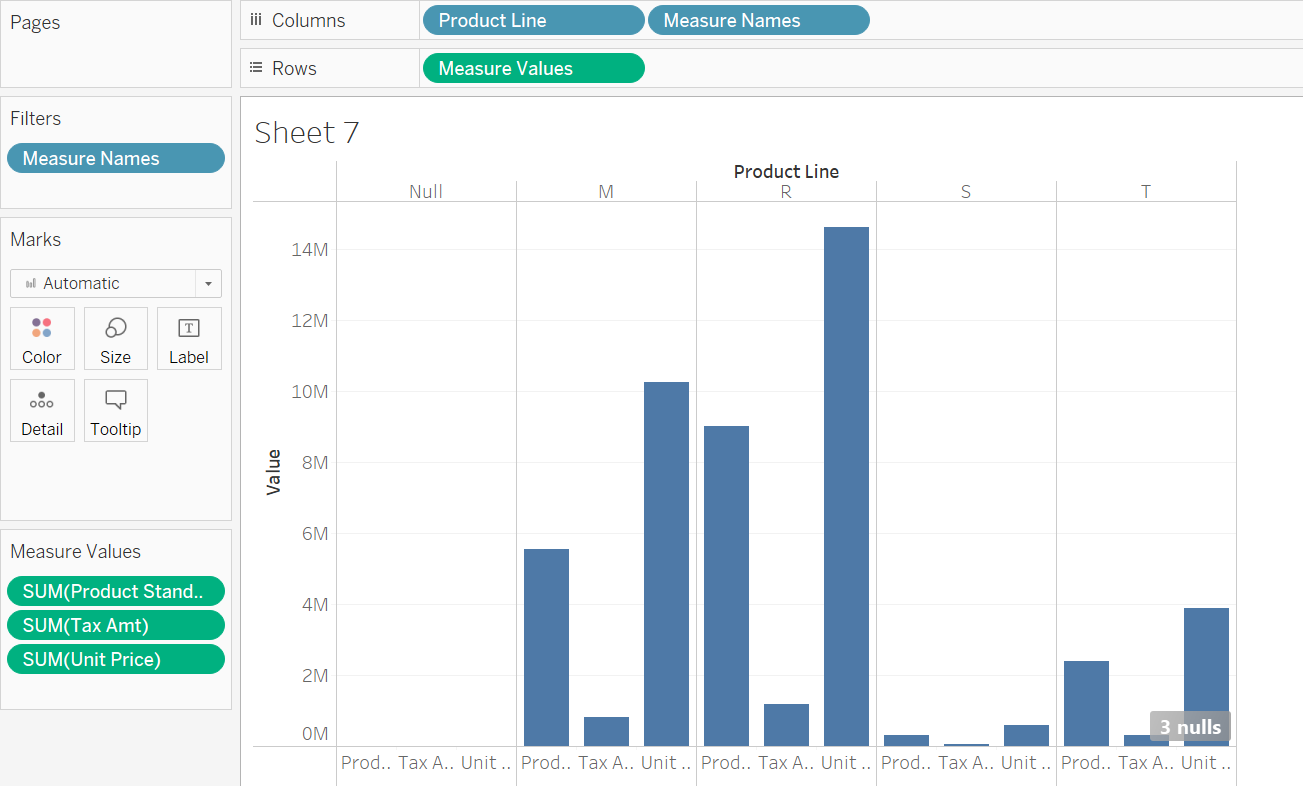 Pages
Columns
Product Line
Measure Names
Rows
Measure Values
Filters
Measure Names
Marks
Automatic
Color
Size
Label
Detail
Tooltip
Measure Values
SUM(Product Stand..
SUM(Tax Amt)
SUM(Unit Price)
Sheet 7
Product Line
Null M R S T
14M
12M
10M
8M
6M
4M
2M
0M
Value
3 nulls
Prod.. Tax A.. Unit .. Prod.. Tax A.. Unit .. Prod.. Tax A.. Unit .. Prod.. Tax A.. Unit .. Prod.. Tax A.. Unit ..